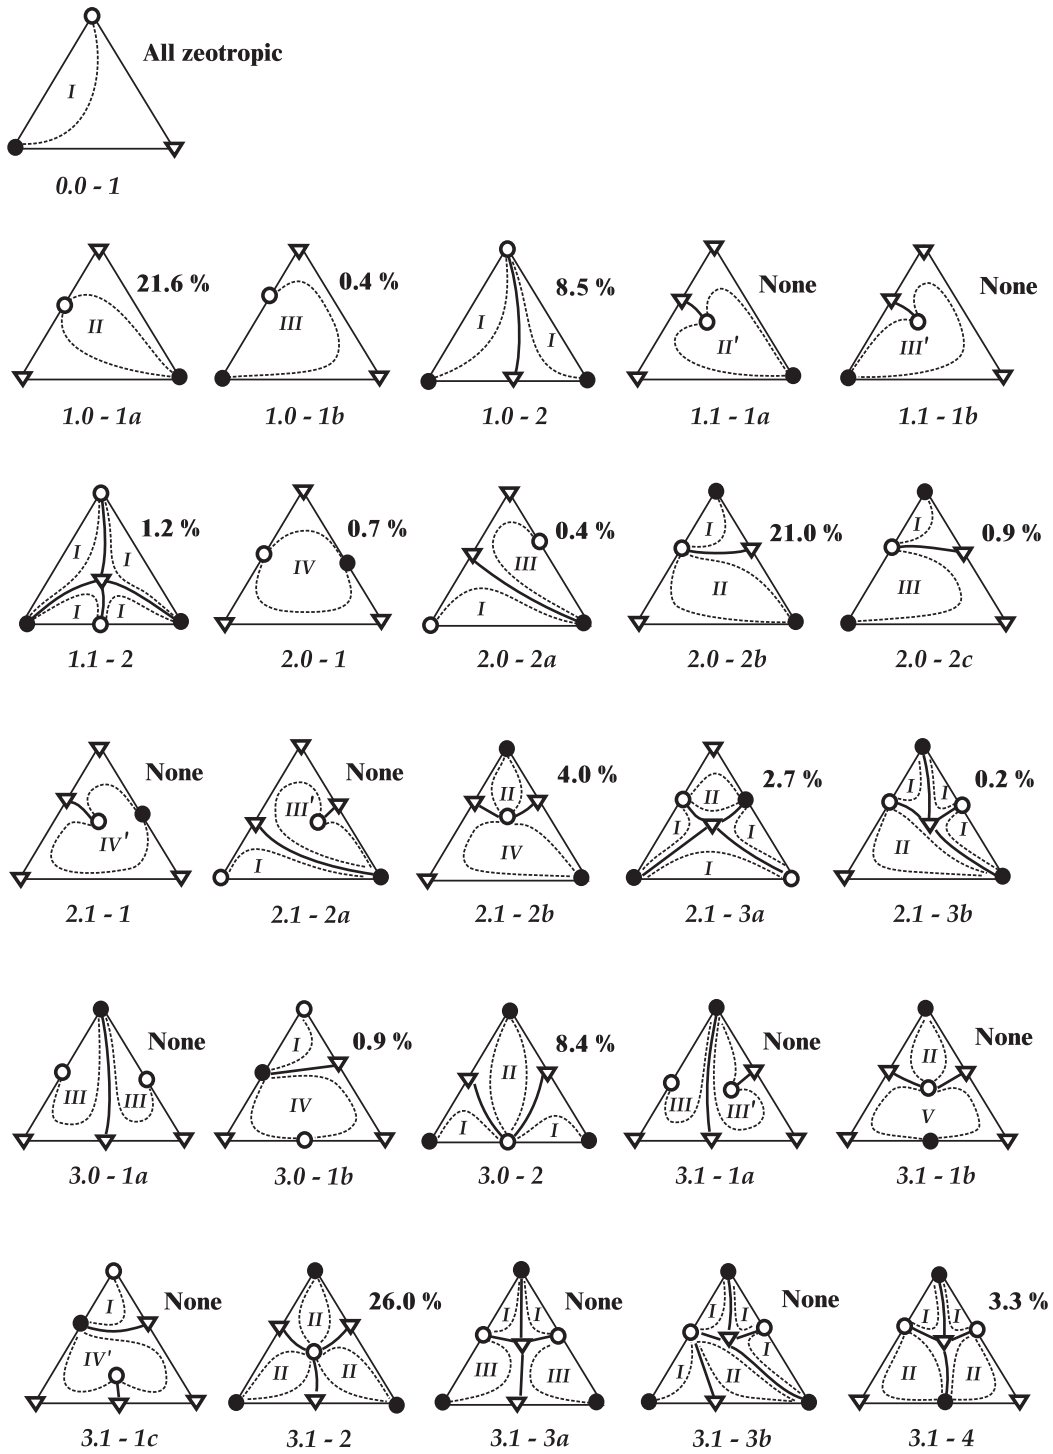 All zeotropic
I
0.0 - 1
21.6 %
0.4 %
8.5 %
None
None
II
III
I
I
II'
III'
1.0 - 1a
1.0 - 1b
1.0 - 2
1.1 - 1a
1.1 - 1b
1.2 %
0.7 %
0.4 %
21.0 %
0.9 %
I
I
I
I
IV
III
I
I
II
I
III
1.1 - 2
2.0 - 1
2.0 - 2a
2.0 - 2b
2.0 - 2c
None
None
4.0 %
2.7 %
0.2 %
IV'
III'
I
II
IV
II
I
I
I
I
I
I
II
2.1 - 1
2.1 - 2a
2.1 - 2b
2.1 - 3a
2.1 - 3b
None
0.9 %
8.4 %
None
None
III
III
I
IV
II
I
I
III
III'
II
V
3.0 - 1a
3.0 - 1b
3.0 - 2
3.1 - 1a
3.1 - 1b
None
26.0 %
None
None
3.3 %
I
IV'
II
II
II
I
I
III
III
I
I
I
II
I
I
I
II
II
3.1 - 1c
3.1 - 2
3.1 - 3a
3.1 - 3b
3.1 - 4